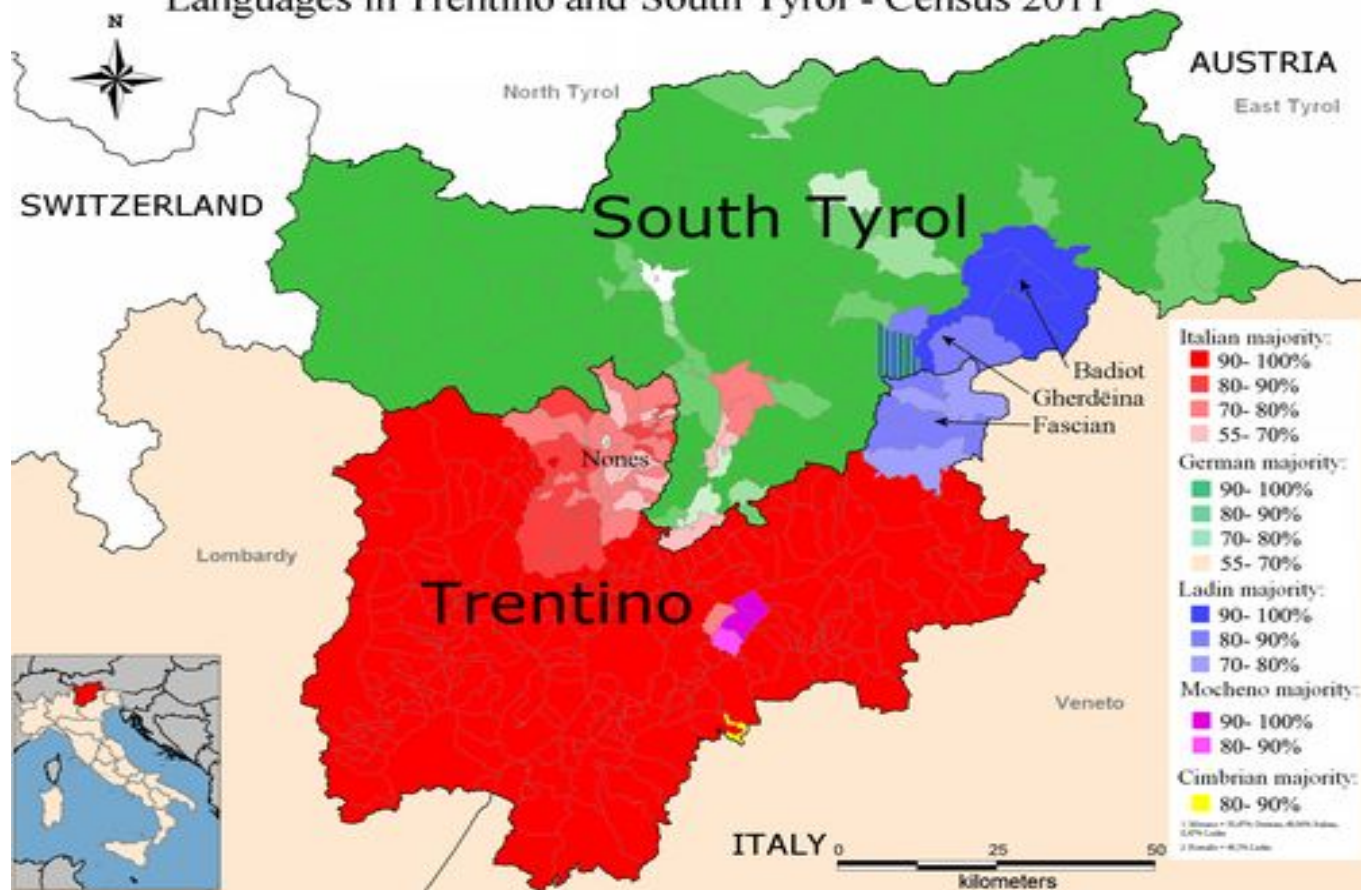 Languages in Trentino and South Tyrol - Census 2011
N
AUSTRIA
North Tyrol
East Tyrol
SWITZERLAND
South Tyrol
Badiot
Gherdëina
Fascian
Nones
Lombardy
Trentino
Veneto
ITALY
0 25 50
kilometers
Italian majority:
90- 100%
80- 90%
70- 80%
55- 70%
German majority:
90- 100%
80- 90%
70- 80%
55- 70%
Ladin majority:
90- 100%
80- 90%
70- 80%
Mocheno majority:
90- 100%
80- 90%
Cimbrian majority:
80- 90%